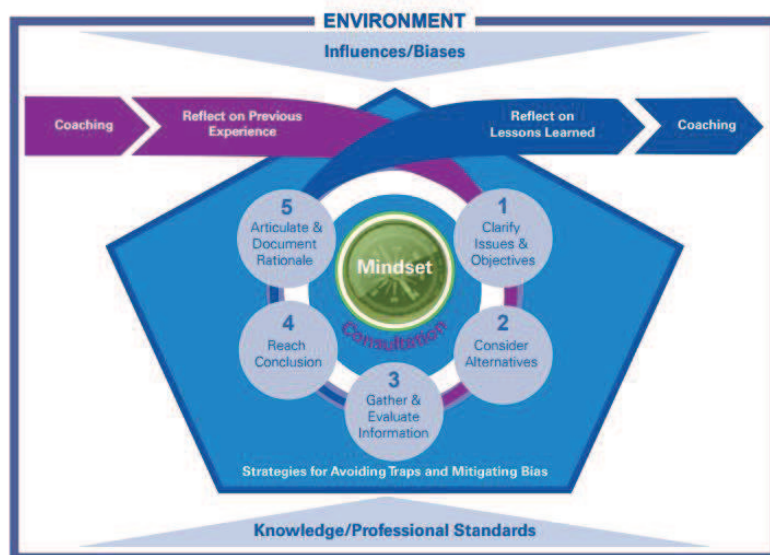 ENVIRONMENT
Influences/Biases
Coaching
Reflect on Previous
Experience
Reflect on
Lessons Learned
Coaching
5
Articulate &
Document
Rationale
1
Clarify
Issues &
Objectives
Mindset
Consultation
4
Reach
Conclusion
2
Consider
Alternatives
3
Gather &
Evaluate
Information
Strategies for Avoiding Traps and Mitigating Bias
Knowledge/Professional Standards